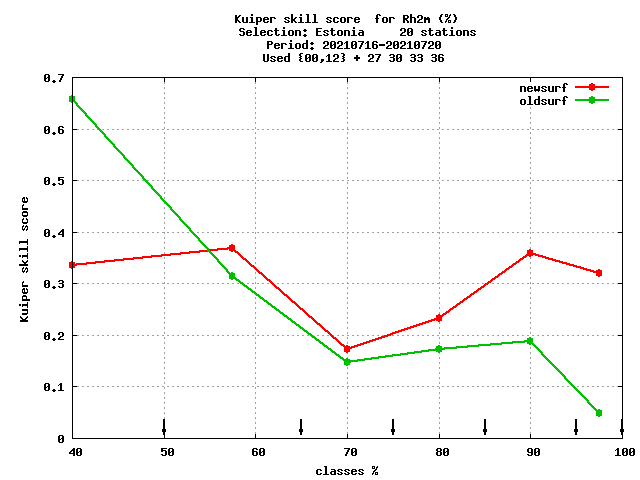 Kuiper skill score  for Rh2m (%)
Selection: Estonia     20 stations
Period: 20210716-20210720
Used {00,12} + 27 30 33 36
newsurf
oldsurf
0.7
0.6
0.5
0.4
0.3
0.2
0.1
0
Kuiper skill score
40 50 60 70 80 90 100
classes %